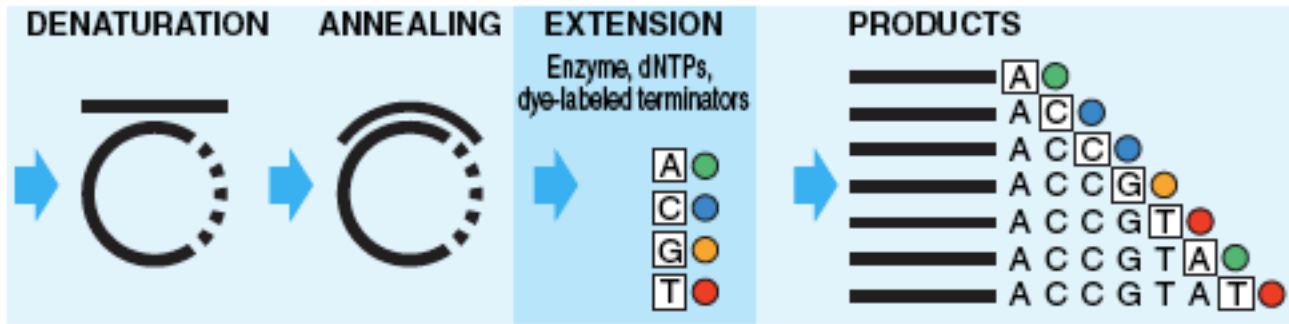 DENATURATION
ANNEALING
EXTENSION
Enzyme, dNTPs,
dye-labeled terminators
A
C
G
T
PRODUCTS
A
A C
A C C
A C C G
A C C G T
A C C G T A
A C C G T A T